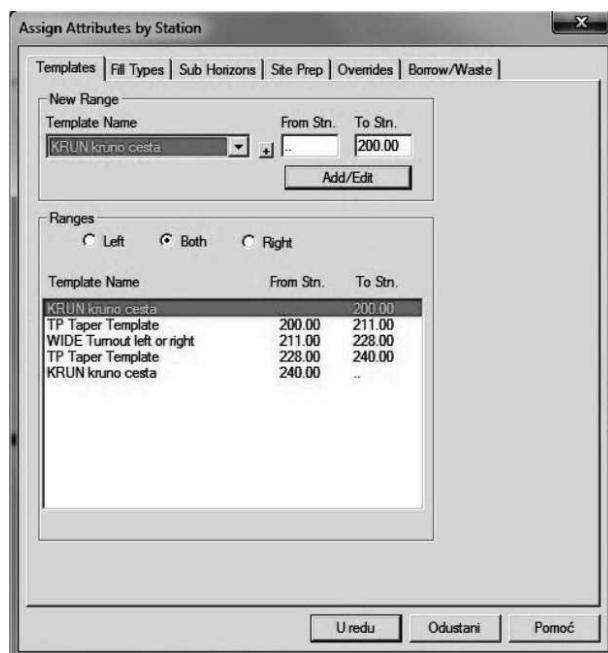 Assign Attributes by Station
x
Templates Fill Types Sub Horizons Site Prep Overrides Borrow/Waste
New Range
Template Name From Stn. To Stn.
KRUN kruno cesta + .. 200.00
Add/Edit
Ranges
Left Both Right
Template Name From Stn. To Stn.
KRUN kruno cesta .. 200.00
TP Taper Template 200.00 211.00
WIDE Turnout left or right 211.00 228.00
TP Taper Template 228.00 240.00
KRUN kruno cesta 240.00 ..
U redu Odustani Pomoć